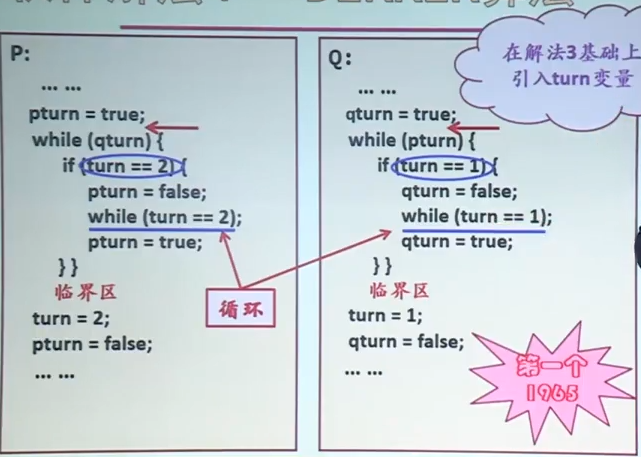 P:
... ...
pturn = true;
while (qturn) {
if (turn == 2) {
pturn = false;
while (turn == 2);
pturn = true;
} }
临界区
turn = 2;
pturn = false;
... ...
循环
Q:
... ...
qturn = true;
while (pturn) {
if (turn == 1) {
qturn = false;
while (turn == 1);
qturn = true;
} }
临界区
turn = 1;
qturn = false;
... ...
在解法3基础上
引入turn变量
第一个
1965